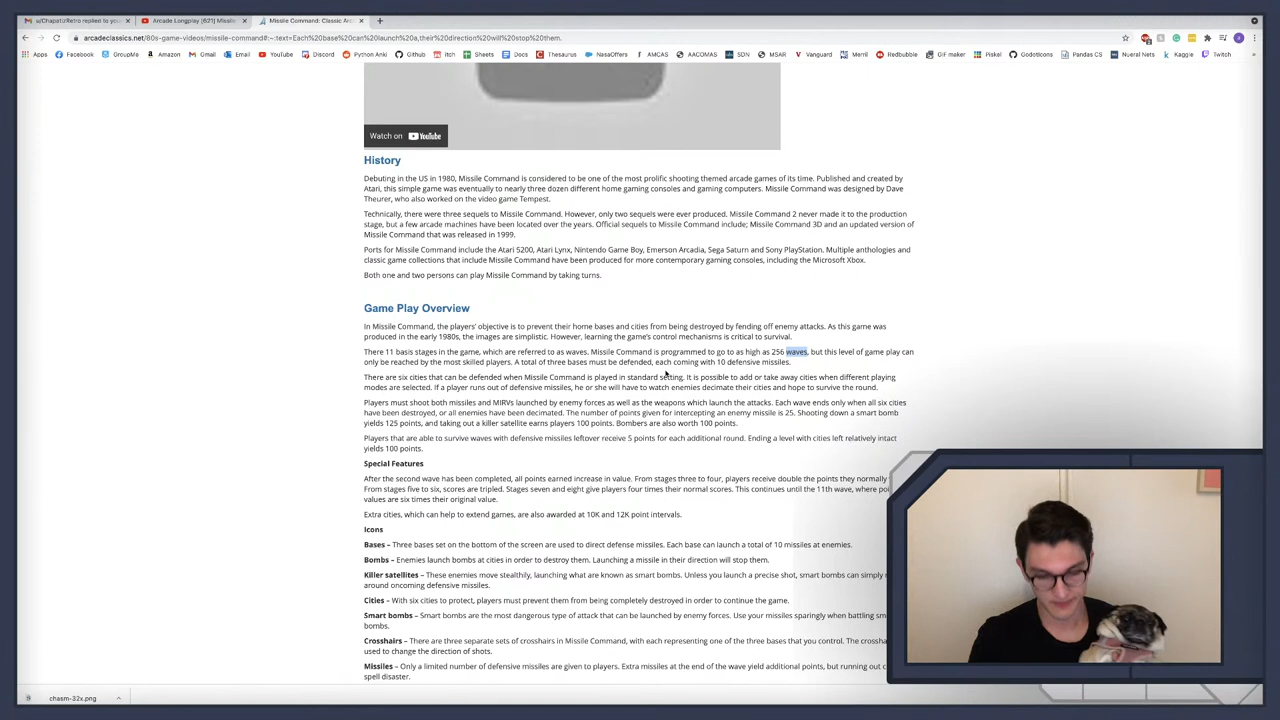 u/ChapatizRetro replied to you
Arcade Longplay [621] Missile
Missile Command: Classic Arc
arcadeclassics.net/80s-game-videos/missile-command#:~:text=Each%20base%20can%20launch%20a,their%20direction%20will%20stop%20them.
Apps Facebook GroupMe Amazon Gmail Email YouTube Discord Python Anki Github Itch Sheets Docs Thesaurus NasaOffers AMCAS AACOMAS SDN MSAR Vanguard Merril Redbubble GIF maker Piskel GodotIcons Pandas CS Nueral Nets Kaggle Twitch
Watch on YouTube
History
Debuting in the US in 1980, Missile Command is considered to be one of the most prolific shooting themed arcade games of its time. Published and created by
Atari, this simple game was eventually to nearly three dozen different home gaming consoles and gaming computers. Missile Command was designed by Dave
Theurer, who also worked on the video game Tempest.
Technically, there were three sequels to Missile Command. However, only two sequels were ever produced. Missile Command 2 never made it to the production
stage, but a few arcade machines have been located over the years. Official sequels to Missile Command include; Missile Command 3D and an updated version of
Missile Command that was released in 1999.
Ports for Missile Command include the Atari 5200, Atari Lynx, Nintendo Game Boy, Emerson Arcadia, Sega Saturn and Sony PlayStation. Multiple anthologies and
classic game collections that include Missile Command have been produced for more contemporary gaming consoles, including the Microsoft Xbox.
Both one and two persons can play Missile Command by taking turns.
Game Play Overview
In Missile Command, the players' objective is to prevent their home bases and cities from being destroyed by fending off enemy attacks. As this game was
produced in the early 1980s, the images are simplistic. However, learning the game's control mechanisms is critical to survival.
There 11 basis stages in the game, which are referred to as waves. Missile Command is programmed to go to as high as 256 waves, but this level of game play can
only be reached by the most skilled players. A total of three bases must be defended, each coming with 10 defensive missiles.
There are six cities that can be defended when Missile Command is played in standard setting. It is possible to add or take away cities when different playing
modes are selected. If a player runs out of defensive missiles, he or she will have to watch enemies decimate their cities and hope to survive the round.
Players must shoot both missiles and MIRVs launched by enemy forces as well as the weapons which launch the attacks. Each wave ends only when all six cities
have been destroyed, or all enemies have been decimated. The number of points given for intercepting an enemy missile is 25. Shooting down a smart bomb
yields 125 points, and taking out a killer satellite earns players 100 points. Bombers are also worth 100 points.
Players that are able to survive waves with defensive missiles leftover receive 5 points for each additional round. Ending a level with cities left relatively intact
yields 100 points.
Special Features
After the second wave has been completed, all points earned increase in value. From stages three to four, players receive double the points they normally
From stages five to six, scores are tripled. Stages seven and eight give players four times their normal scores. This continues until the 11th wave, where po
values are six times their original value.
Extra cities, which can help to extend games, are also awarded at 10K and 12K point intervals.
Icons
Bases – Three bases set on the bottom of the screen are used to direct defense missiles. Each base can launch a total of 10 missiles at enemies.
Bombs – Enemies launch bombs at cities in order to destroy them. Launching a missile in their direction will stop them.
Killer satellites – These enemies move stealthily, launching what are known as smart bombs. Unless you launch a precise shot, smart bombs can simply
around oncoming defensive missiles.
Cities – With six cities to protect, players must prevent them from being completely destroyed in order to continue the game.
Smart bombs – Smart bombs are the most dangerous type of attack that can be launched by enemy forces. Use your missiles sparingly when battling sm
bombs.
Crosshairs – There are three separate sets of crosshairs in Missile Command, with each representing one of the three bases that you control. The crossha
used to change the direction of shots.
Missiles – Only a limited number of defensive missiles are given to players. Extra missiles at the end of the wave yield additional points, but running out
spell disaster.
chasm-32x.png